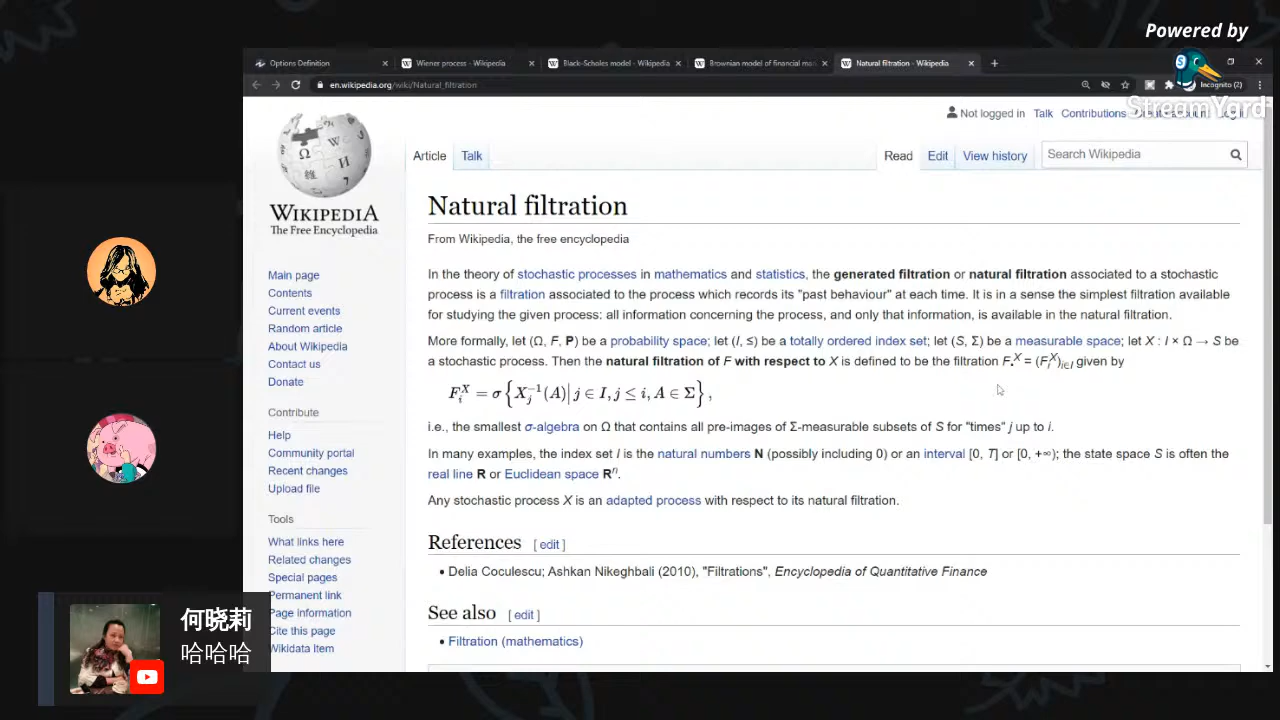 Powered by
StreamYard
Options Definition
Wiener process - Wikipedia
Black-Scholes model - Wikipedia
Brownian model of financial ma
Natural filtration - Wikipedia
en.wikipedia.org/wiki/Natural_filtration
Incognito (2)
Not logged in Talk Contributions Create account
Article Talk Read Edit View history Search Wikipedia
WIKIPEDIA
The Free Encyclopedia
Main page
Contents
Current events
Random article
About Wikipedia
Contact us
Donate
Contribute
Help
Community portal
Recent changes
Upload file
Tools
What links here
Related changes
Special pages
Permanent link
Page information
Cite this page
Wikidata item
Natural filtration
From Wikipedia, the free encyclopedia
In the theory of stochastic processes in mathematics and statistics, the generated filtration or natural filtration associated to a stochastic
process is a filtration associated to the process which records its "past behaviour" at each time. It is in a sense the simplest filtration available
for studying the given process: all information concerning the process, and only that information, is available in the natural filtration.
More formally, let (Ω, F, P) be a probability space; let (I, ≤) be a totally ordered index set; let (S, Σ) be a measurable space; let X : I × Ω → S be
a stochastic process. Then the natural filtration of F with respect to X is defined to be the filtration F•^X = (F_i^X)_{i∈I} given by
F_i^X = σ { X_j^{-1}(A) | j ∈ I, j ≤ i, A ∈ Σ } ,
i.e., the smallest σ-algebra on Ω that contains all pre-images of Σ-measurable subsets of S for "times" j up to i.
In many examples, the index set I is the natural numbers N (possibly including 0) or an interval [0, T] or [0, +∞); the state space S is often the
real line R or Euclidean space R^n.
Any stochastic process X is an adapted process with respect to its natural filtration.
References [ edit ]
• Delia Coculescu; Ashkan Nikeghbali (2010), "Filtrations", Encyclopedia of Quantitative Finance
See also [ edit ]
• Filtration (mathematics)
何晓莉
哈哈哈